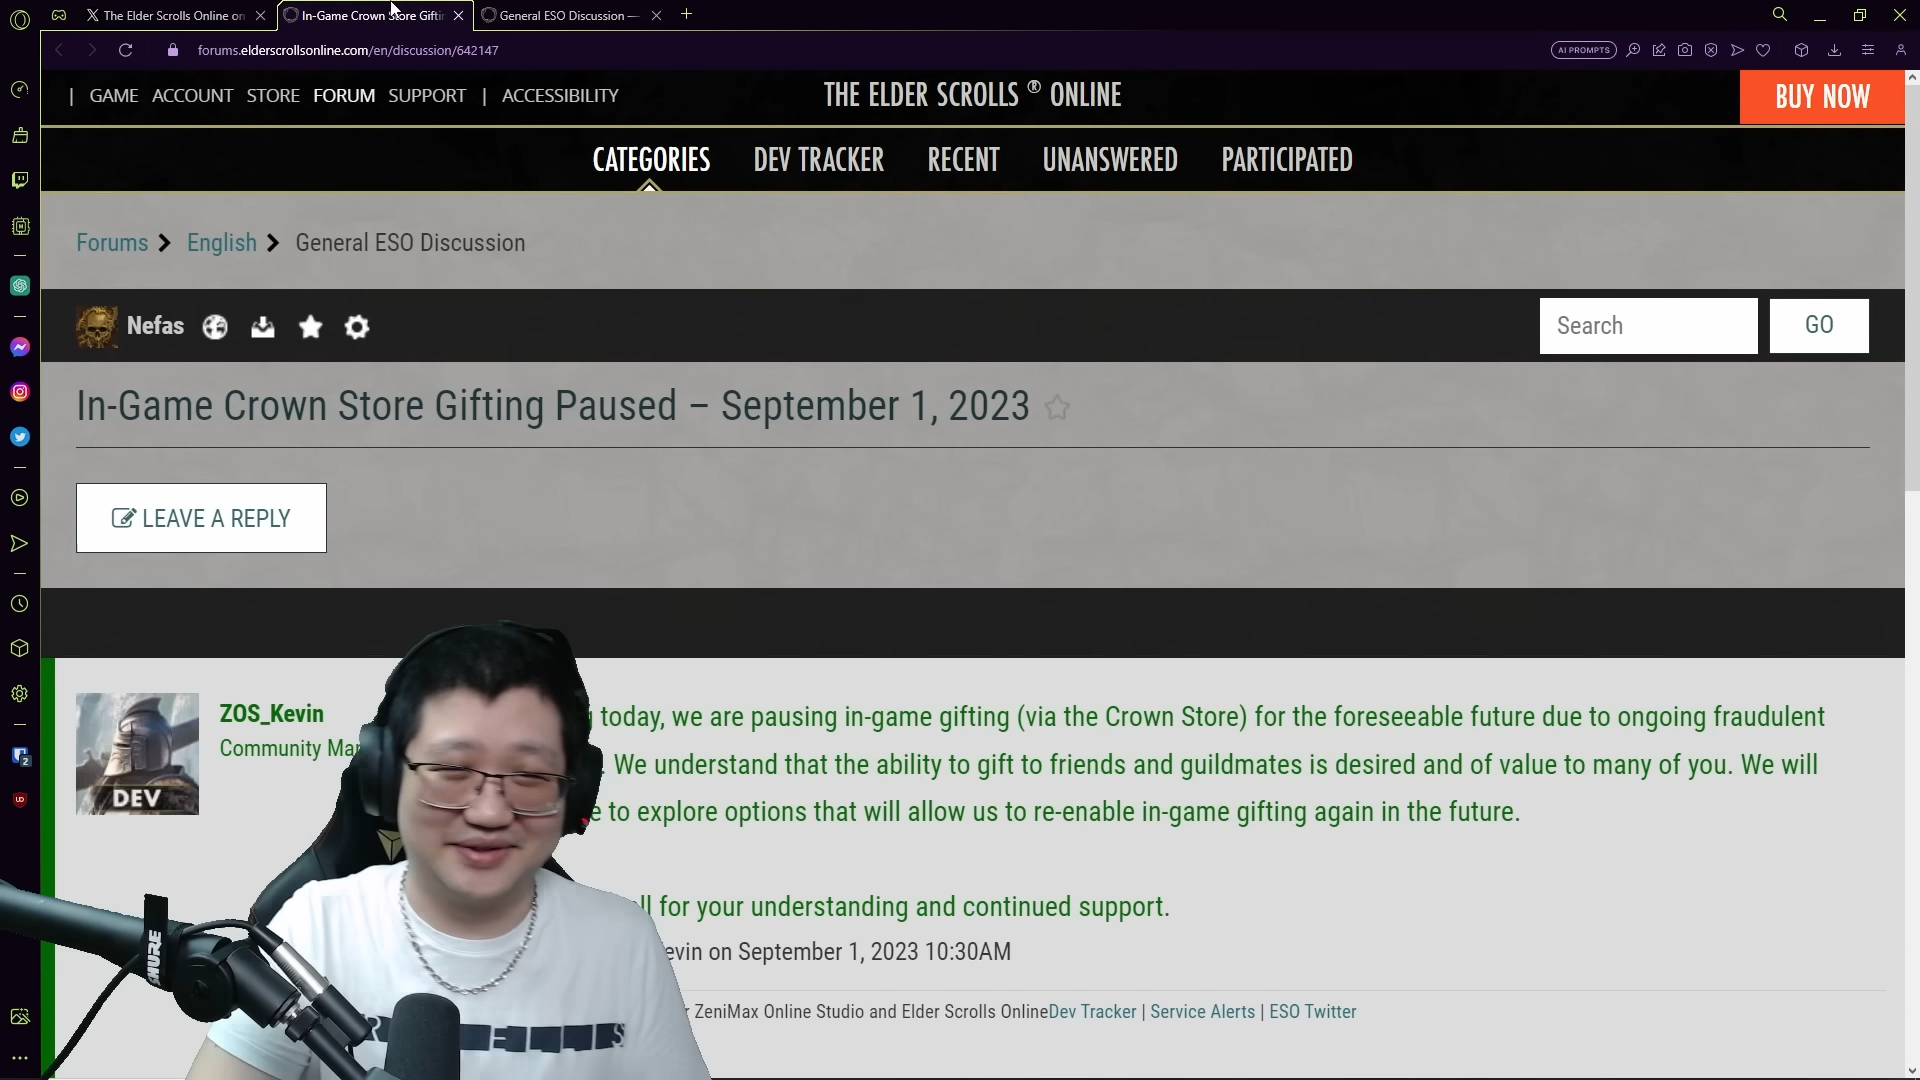 The Elder Scrolls Online on
In-Game Crown Store Gifti
General ESO Discussion —
forums.elderscrollsonline.com/en/discussion/642147
AI PROMPTS
| GAME ACCOUNT STORE FORUM SUPPORT | ACCESSIBILITY
THE ELDER SCROLLS ® ONLINE
BUY NOW
CATEGORIES DEV TRACKER RECENT UNANSWERED PARTICIPATED
Forums English General ESO Discussion
Nefas
Search
GO
In-Game Crown Store Gifting Paused – September 1, 2023
LEAVE A REPLY
ZOS_Kevin
Community Ma
DEV
today, we are pausing in-game gifting (via the Crown Store) for the foreseeable future due to ongoing fraudulent
. We understand that the ability to gift to friends and guildmates is desired and of value to many of you. We will
e to explore options that will allow us to re-enable in-game gifting again in the future.
ll for your understanding and continued support.
evin on September 1, 2023 10:30AM
r ZeniMax Online Studio and Elder Scrolls OnlineDev Tracker | Service Alerts | ESO Twitter
SHURE
2